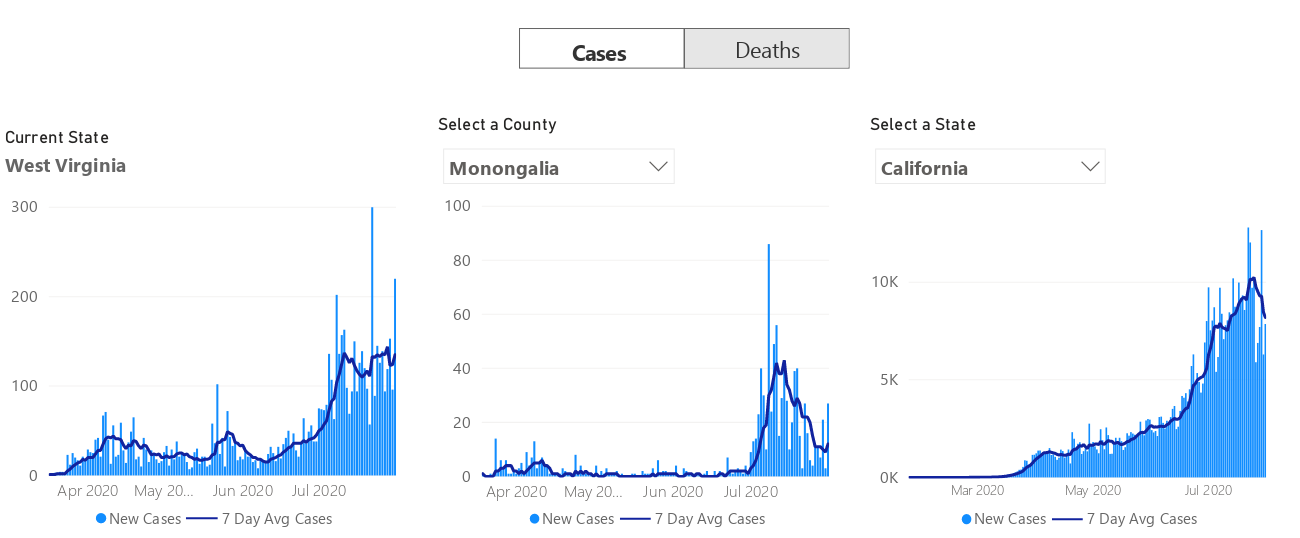 Cases Deaths
Current State
West Virginia
300
200
100
0
Apr 2020 May 20... Jun 2020 Jul 2020
New Cases 7 Day Avg Cases
Select a County
Monongalia
100
80
60
40
20
0
Apr 2020 May 20... Jun 2020 Jul 2020
New Cases 7 Day Avg Cases
Select a State
California
10K
5K
0K
Mar 2020 May 2020 Jul 2020
New Cases 7 Day Avg Cases